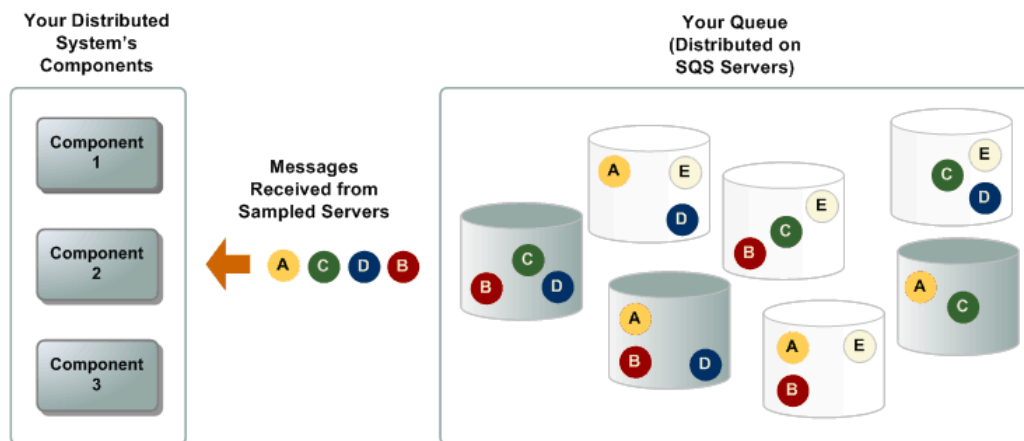 Your Distributed
System's
Components
Component
1
Component
2
Component
3
Messages
Received from
Sampled Servers
A C D B
Your Queue
(Distributed on
SQS Servers)
A E
D
E
C
B
E
C
D
C
B D
A
B D
A E
B
A
C